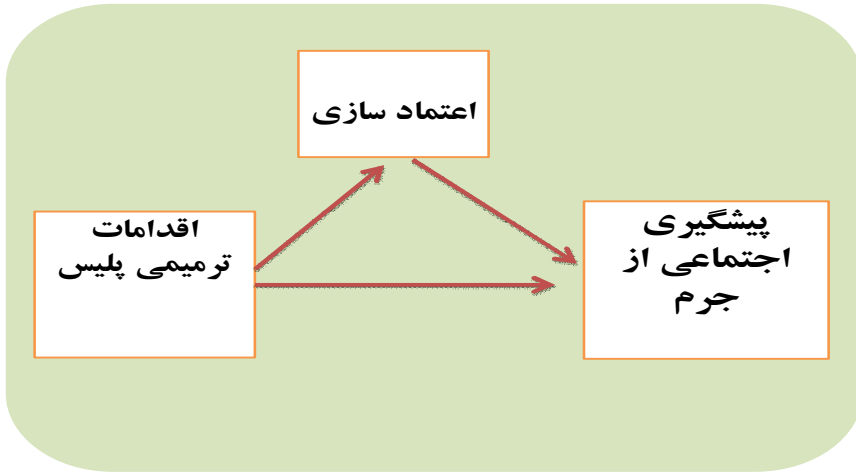 اعتماد سازی
اقدامات
ترمیمی پلیس
پیشگیری
اجتماعی از
جرم